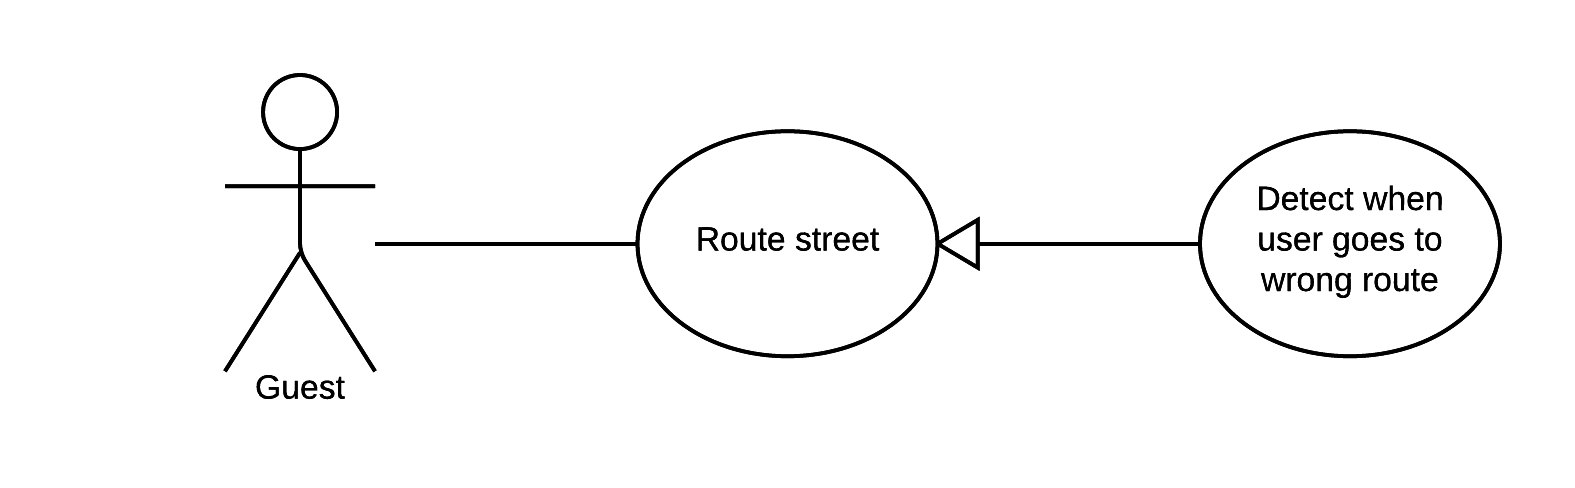 Route street
Detect when
user goes to
wrong route
Guest